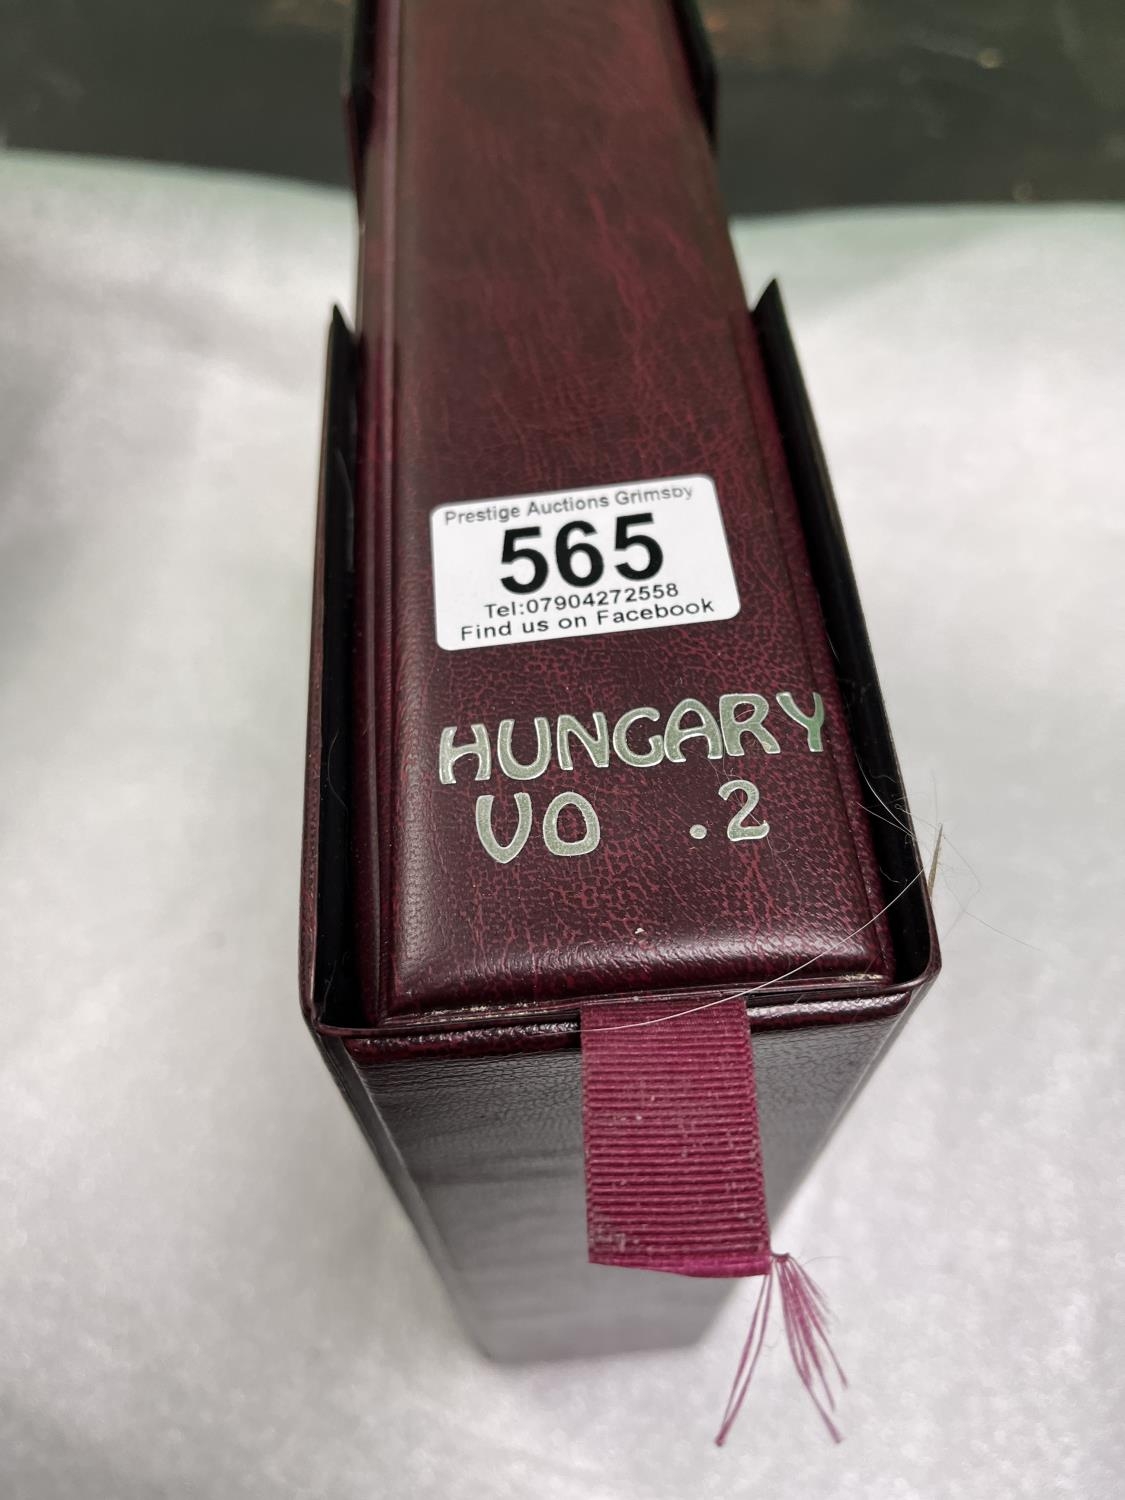 Prestige Auctions Grimsby
565
Tel:07904272558
Find us on Facebook
HUNGARY
VO .2